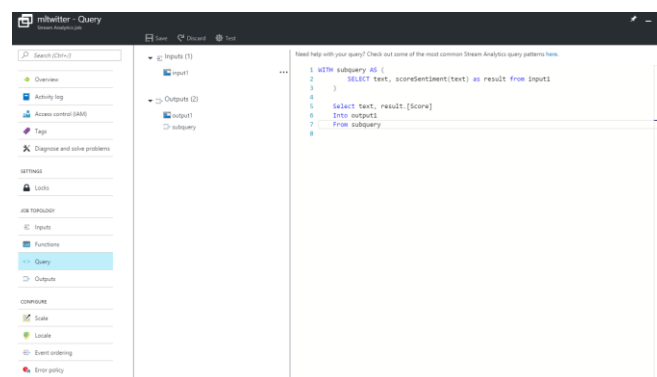 mltwitter - Query
Stream Analytics job
Save Discard Test
Search (Ctrl+/)
Overview
Activity log
Access control (IAM)
Tags
Diagnose and solve problems
SETTINGS
Locks
JOB TOPOLOGY
Inputs
Functions
Query
Outputs
CONFIGURE
Scale
Locale
Event ordering
Error policy
Inputs (1)
input1
Outputs (2)
output1
subquery
Need help with your query? Check out some of the most common Stream Analytics query patterns here.
1 WITH subquery AS (
2 SELECT text, scoreSentiment(text) as result from input1
3 )
4
5 Select text, result.[Score]
6 Into output1
7 From subquery
8